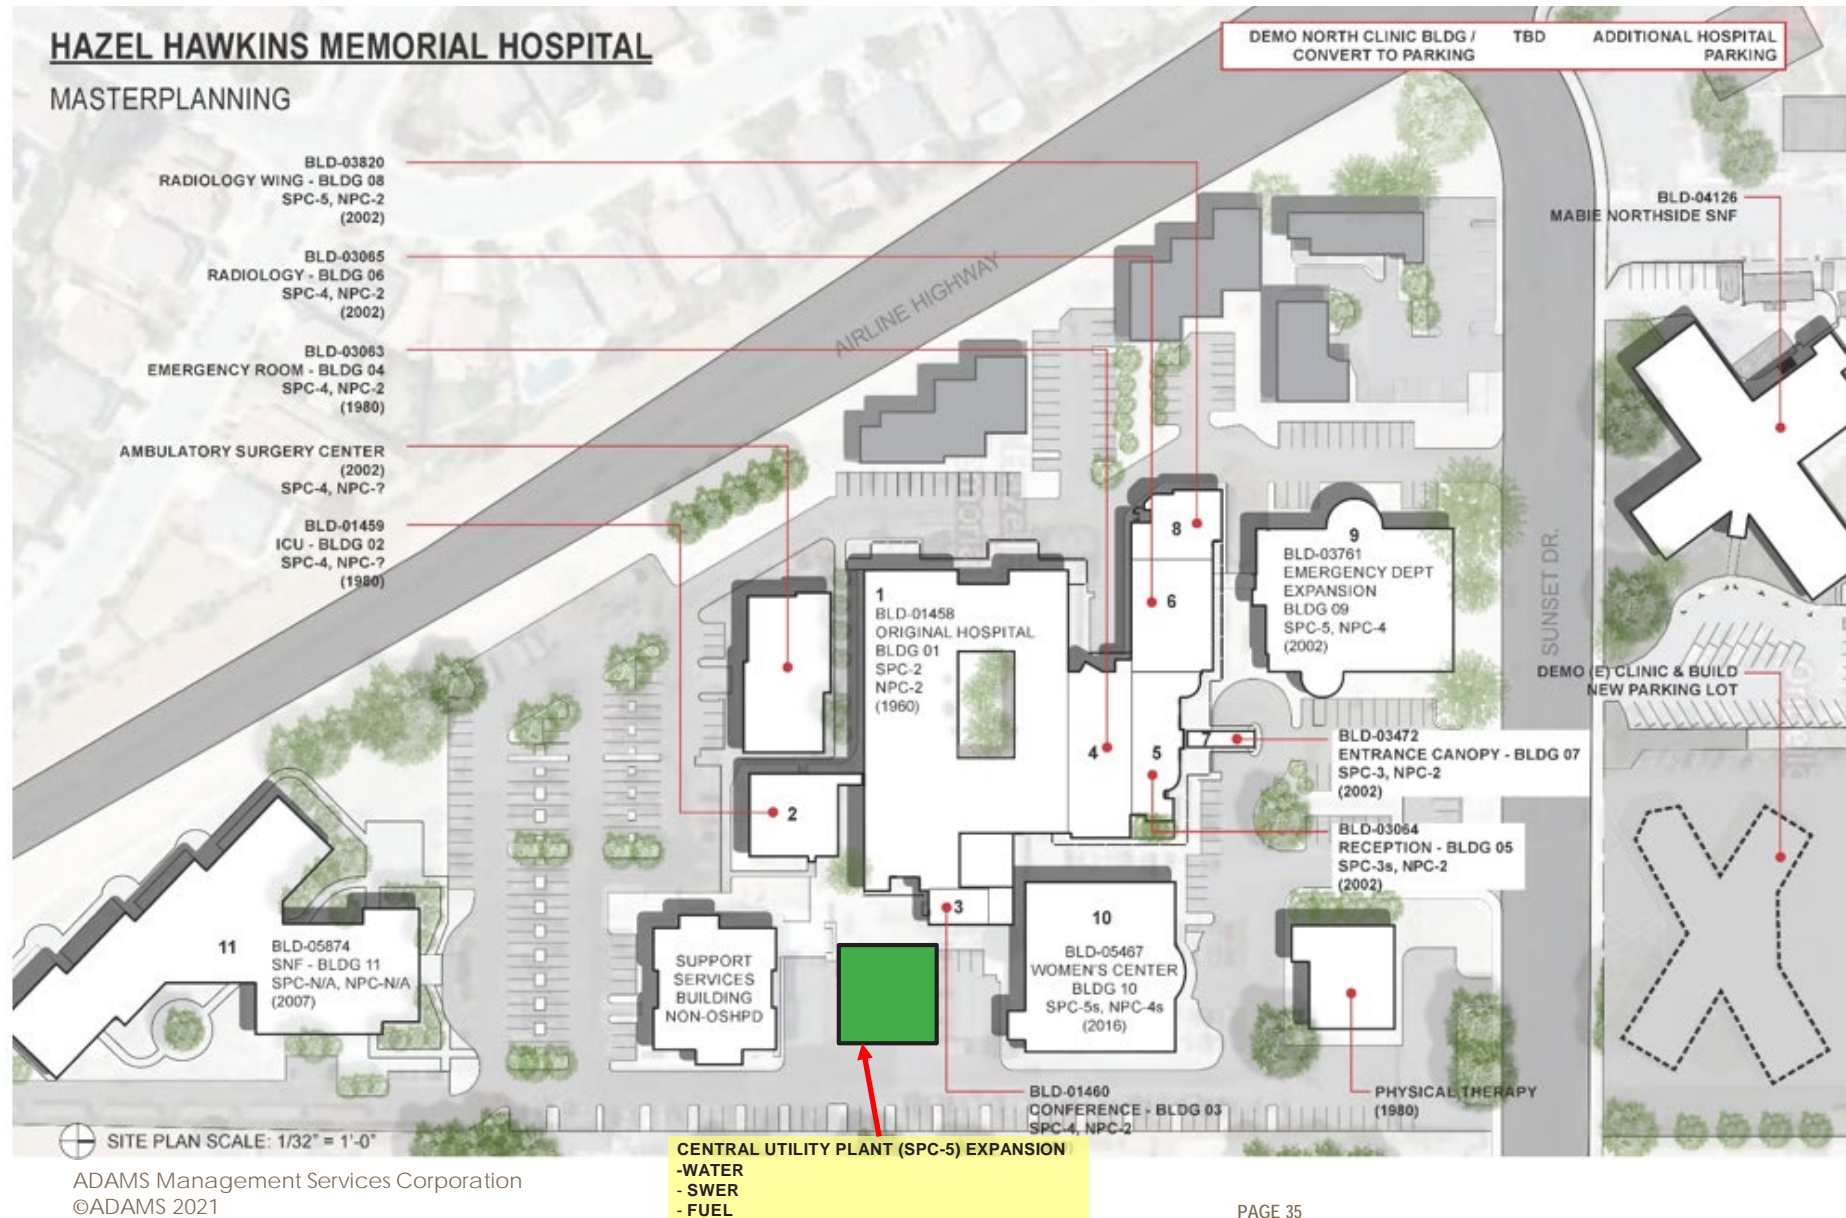 HAZEL HAWKINS MEMORIAL HOSPITAL
MASTERPLANNING
DEMO NORTH CLINIC BLDG /
CONVERT TO PARKING
TBD
ADDITIONAL HOSPITAL
PARKING
BLD-03820
RADIOLOGY WING - BLDG 08
SPC-5, NPC-2
(2002)
BLD-03065
RADIOLOGY - BLDG 06
SPC-4, NPC-2
(2002)
BLD-03063
EMERGENCY ROOM - BLDG 04
SPC-4, NPC-2
(1980)
AMBULATORY SURGERY CENTER
(2002)
SPC-4, NPC-?
BLD-01459
ICU - BLDG 02
SPC-4, NPC-?
(1980)
AIRLINE HIGHWAY
BLD-04126
MABIE NORTHSIDE SNF
8
6
9
BLD-03761
EMERGENCY DEPT
EXPANSION
BLDG 09
SPC-5, NPC-4
(2002)
1
BLD-01458
ORIGINAL HOSPITAL
BLDG 01
SPC-2
NPC-2
(1960)
SUNSET DR.
DEMO (E) CLINIC & BUILD
NEW PARKING LOT
4
5
7
BLD-03472
ENTRANCE CANOPY - BLDG 07
SPC-3, NPC-2
(2002)
2
BLD-03064
RECEPTION - BLDG 05
SPC-3s, NPC-2
(2002)
3
10
BLD-05467
WOMEN'S CENTER
BLDG 10
SPC-5s, NPC-4s
(2016)
11
BLD-05874
SNF - BLDG 11
SPC-N/A, NPC-N/A
(2007)
SUPPORT
SERVICES
BUILDING
NON-OSHPD
BLD-01460
CONFERENCE - BLDG 03
SPC-4, NPC-2
PHYSICAL THERAPY
(1980)
SITE PLAN SCALE: 1/32" = 1'-0"
CENTRAL UTILITY PLANT (SPC-5) EXPANSION
-WATER
- SWER
- FUEL
ADAMS Management Services Corporation
©ADAMS 2021
PAGE 35